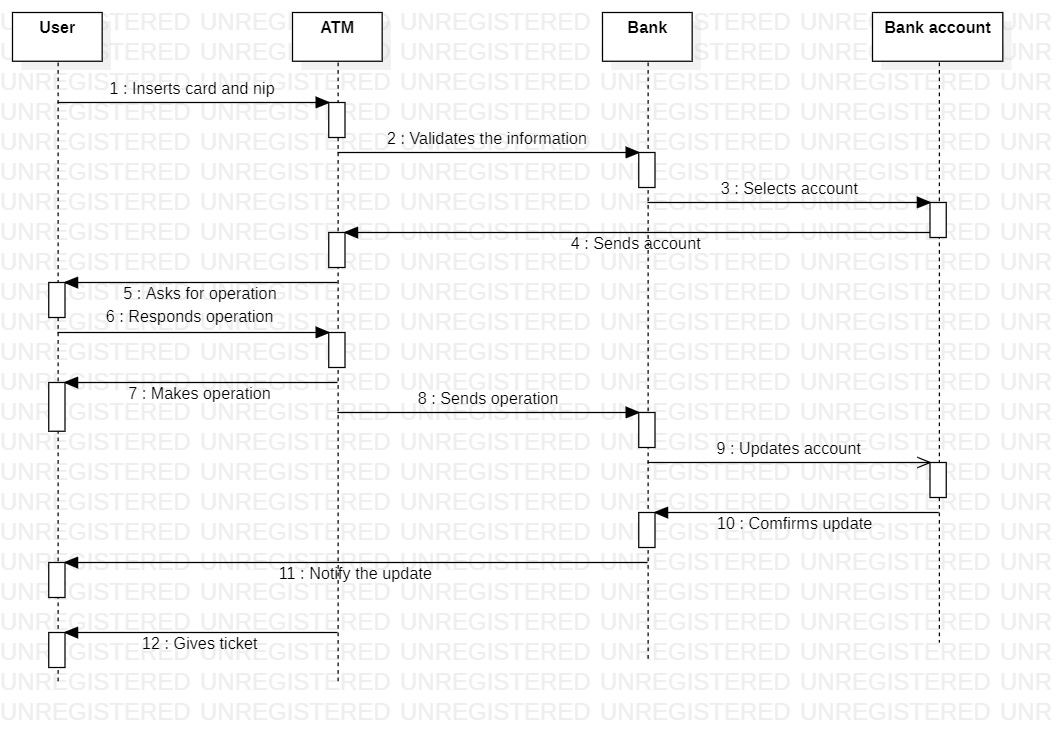 User
ATM
Bank
Bank account
1 : Inserts card and nip
2 : Validates the information
3 : Selects account
4 : Sends account
5 : Asks for operation
6 : Responds operation
7 : Makes operation
8 : Sends operation
9 : Updates account
10 : Comfirms update
11 : Notify the update
12 : Gives ticket
UNREGISTERED